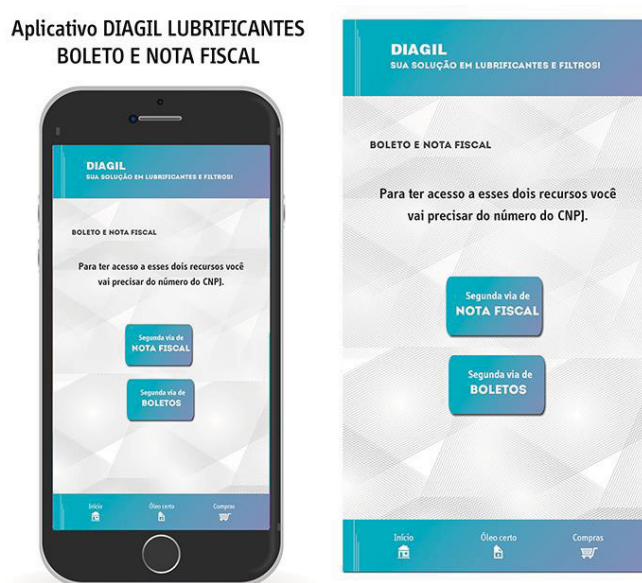 Aplicativo DIAGIL LUBRIFICANTES
BOLETO E NOTA FISCAL
DIAGIL
SUA SOLUÇÃO EM LUBRIFICANTES E FILTROS!
BOLETO E NOTA FISCAL
Para ter acesso a esses dois recursos você
vai precisar do número do CNPJ.
Segunda via de
NOTA FISCAL
Segunda via de
BOLETOS
Início
Óleo certo
Compras
DIAGIL
SUA SOLUÇÃO EM LUBRIFICANTES E FILTROS!
BOLETO E NOTA FISCAL
Para ter acesso a esses dois recursos você
vai precisar do número do CNPJ.
Segunda via de
NOTA FISCAL
Segunda via de
BOLETOS
Início
Óleo certo
Compras